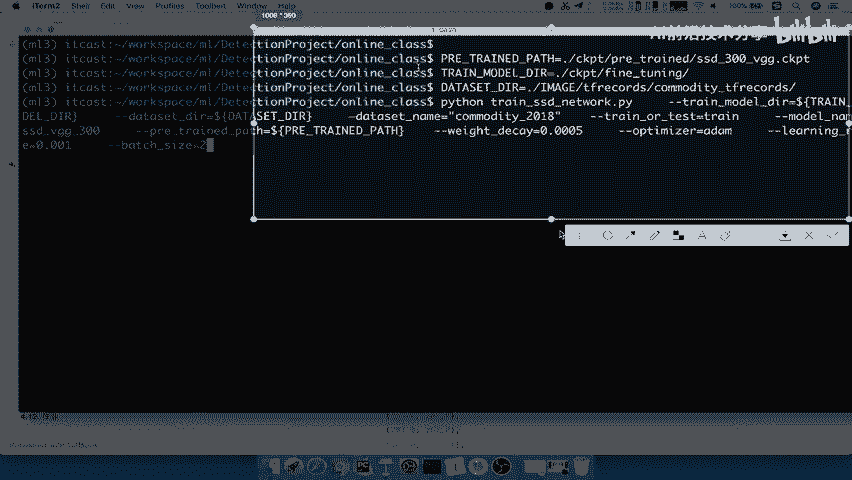 iTerm2 Shell Edit View Profiles Toolbelt Window Help
100%
1006 * 360
(ml3) itcast:~/workspace/ml/DetectionProject/online_class$
(ml3) itcast:~/workspace/ml/DetectionProject/online_class$ PRE_TRAINED_PATH=./ckpt/pre_trained/ssd_300_vgg.ckpt
(ml3) itcast:~/workspace/ml/DetectionProject/online_class$ TRAIN_MODEL_DIR=./ckpt/fine_tuning/
(ml3) itcast:~/workspace/ml/DetectionProject/online_class$ DATASET_DIR=./IMAGE/tfrecords/commodity_tfrecords/
(ml3) itcast:~/workspace/ml/DetectionProject/online_class$ python train_ssd_network.py --train_model_dir=${TRAIN_
DEL_DIR} --dataset_dir=${DATASET_DIR} --dataset_name="commodity_2018" --train_or_test=train --model_nam
ssd_vgg_300 --pre_trained_path=${PRE_TRAINED_PATH} --weight_decay=0.0005 --optimizer=adam --learning_r
e=0.001 --batch_size=2